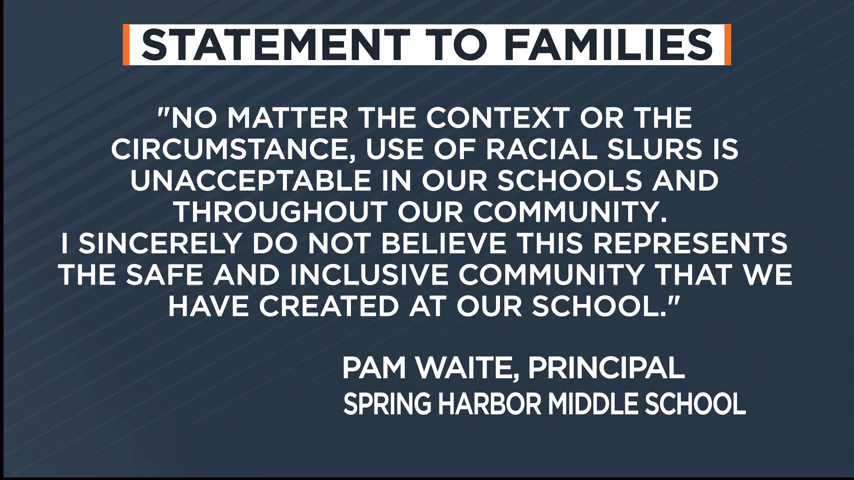 STATEMENT TO FAMILIES
"NO MATTER THE CONTEXT OR THE
CIRCUMSTANCE, USE OF RACIAL SLURS IS
UNACCEPTABLE IN OUR SCHOOLS AND
THROUGHOUT OUR COMMUNITY.
I SINCERELY DO NOT BELIEVE THIS REPRESENTS
THE SAFE AND INCLUSIVE COMMUNITY THAT WE
HAVE CREATED AT OUR SCHOOL."
PAM WAITE, PRINCIPAL
SPRING HARBOR MIDDLE SCHOOL